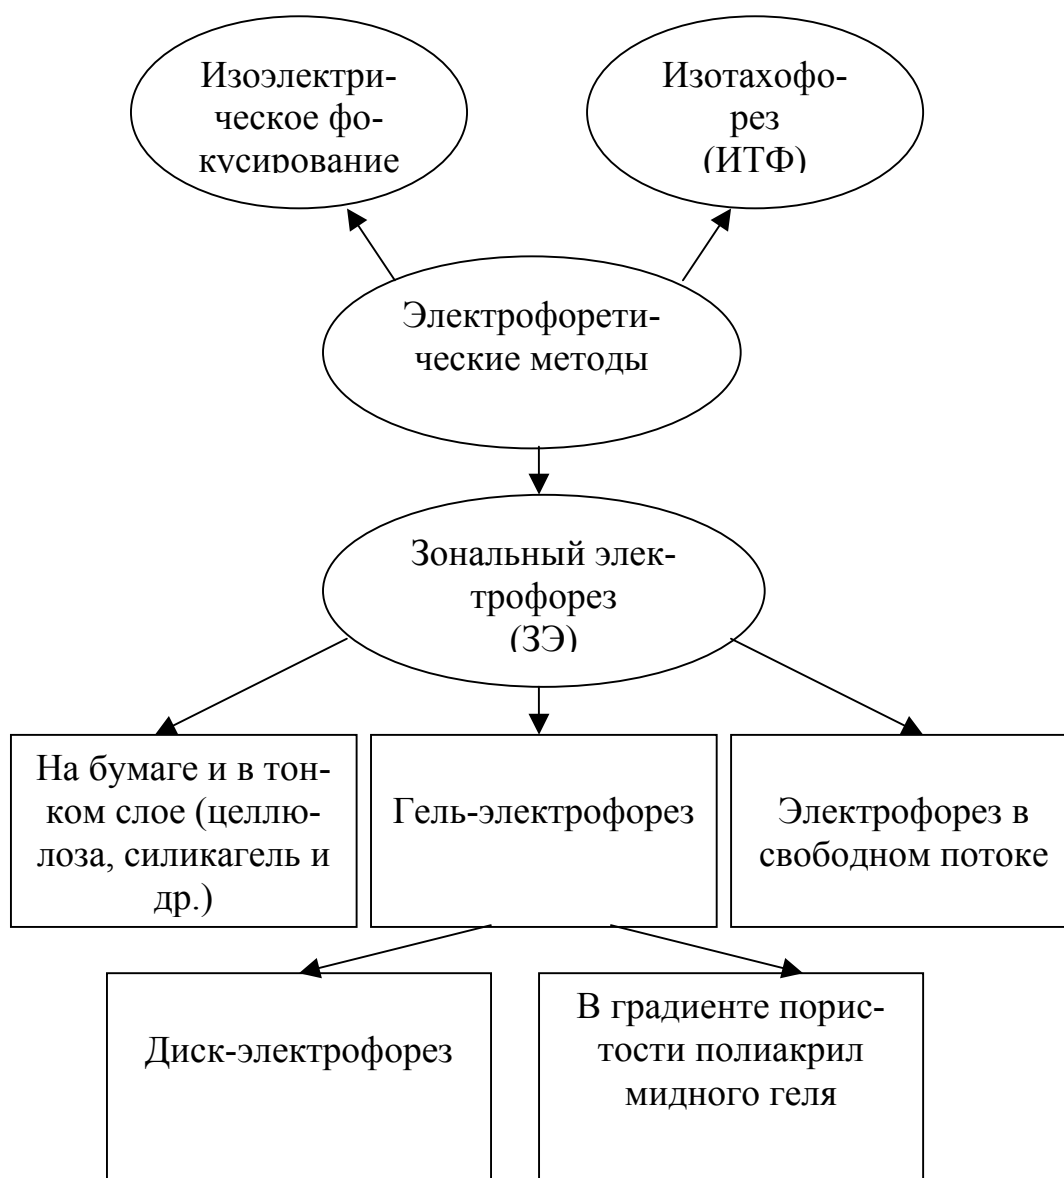 Изоэлектри-
ческое фо-
кусирование
Изотахофо-
рез
(ИТФ)
Электрофорети-
ческие методы
Зональный элек-
трофорез
(ЗЭ)
На бумаге и в тон-
ком слое (целлю-
лоза, силикагель и
др.)
Гель-электрофорез
Электрофорез в
свободном потоке
Диск-электрофорез
В градиенте порис-
тости полиакрил
мидного геля